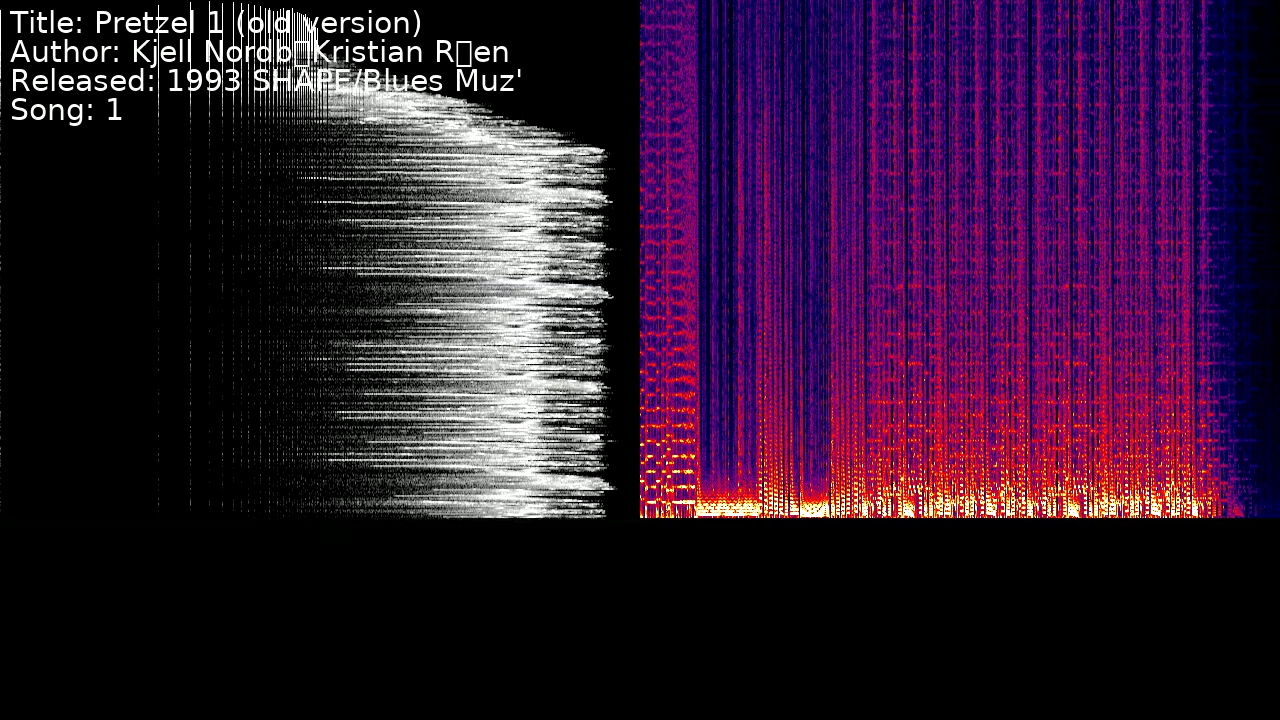 Title: Pretzel 1 (old version)
Author: Kjell Nordb▯Kristian R▯en
Released: 1993 SHAPE/Blues Muz'
Song: 1